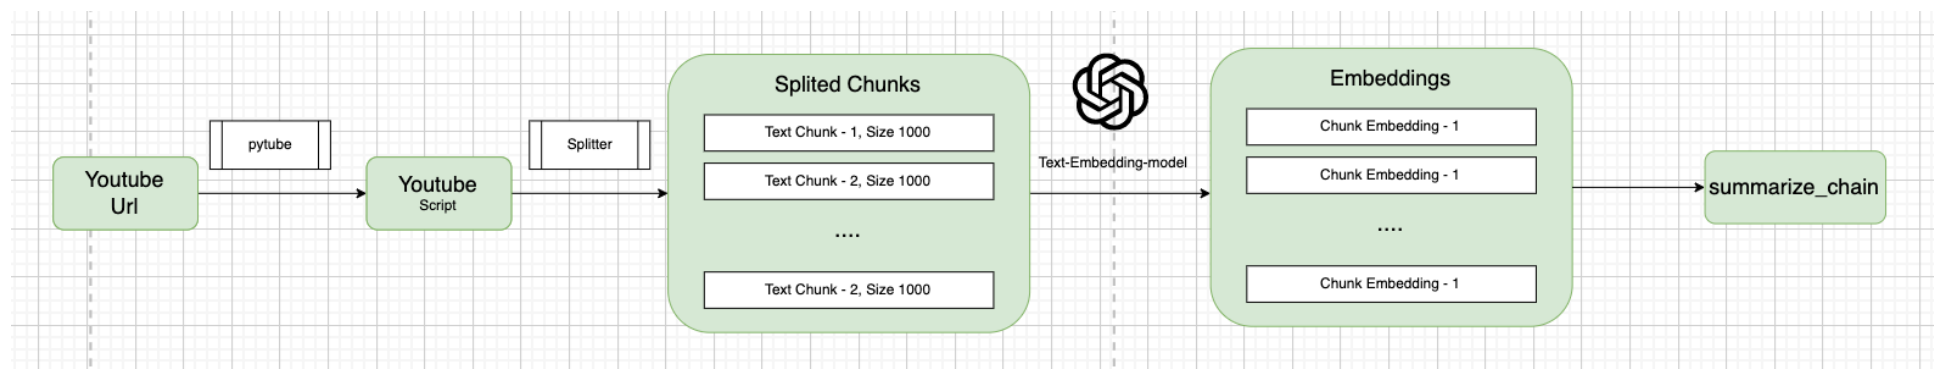 Youtube
Url
pytube
Youtube
Script
Splitter
Splited Chunks
Text Chunk - 1, Size 1000
Text Chunk - 2, Size 1000
....
Text Chunk - 2, Size 1000
Text-Embedding-model
Embeddings
Chunk Embedding - 1
Chunk Embedding - 1
....
Chunk Embedding - 1
summarize_chain